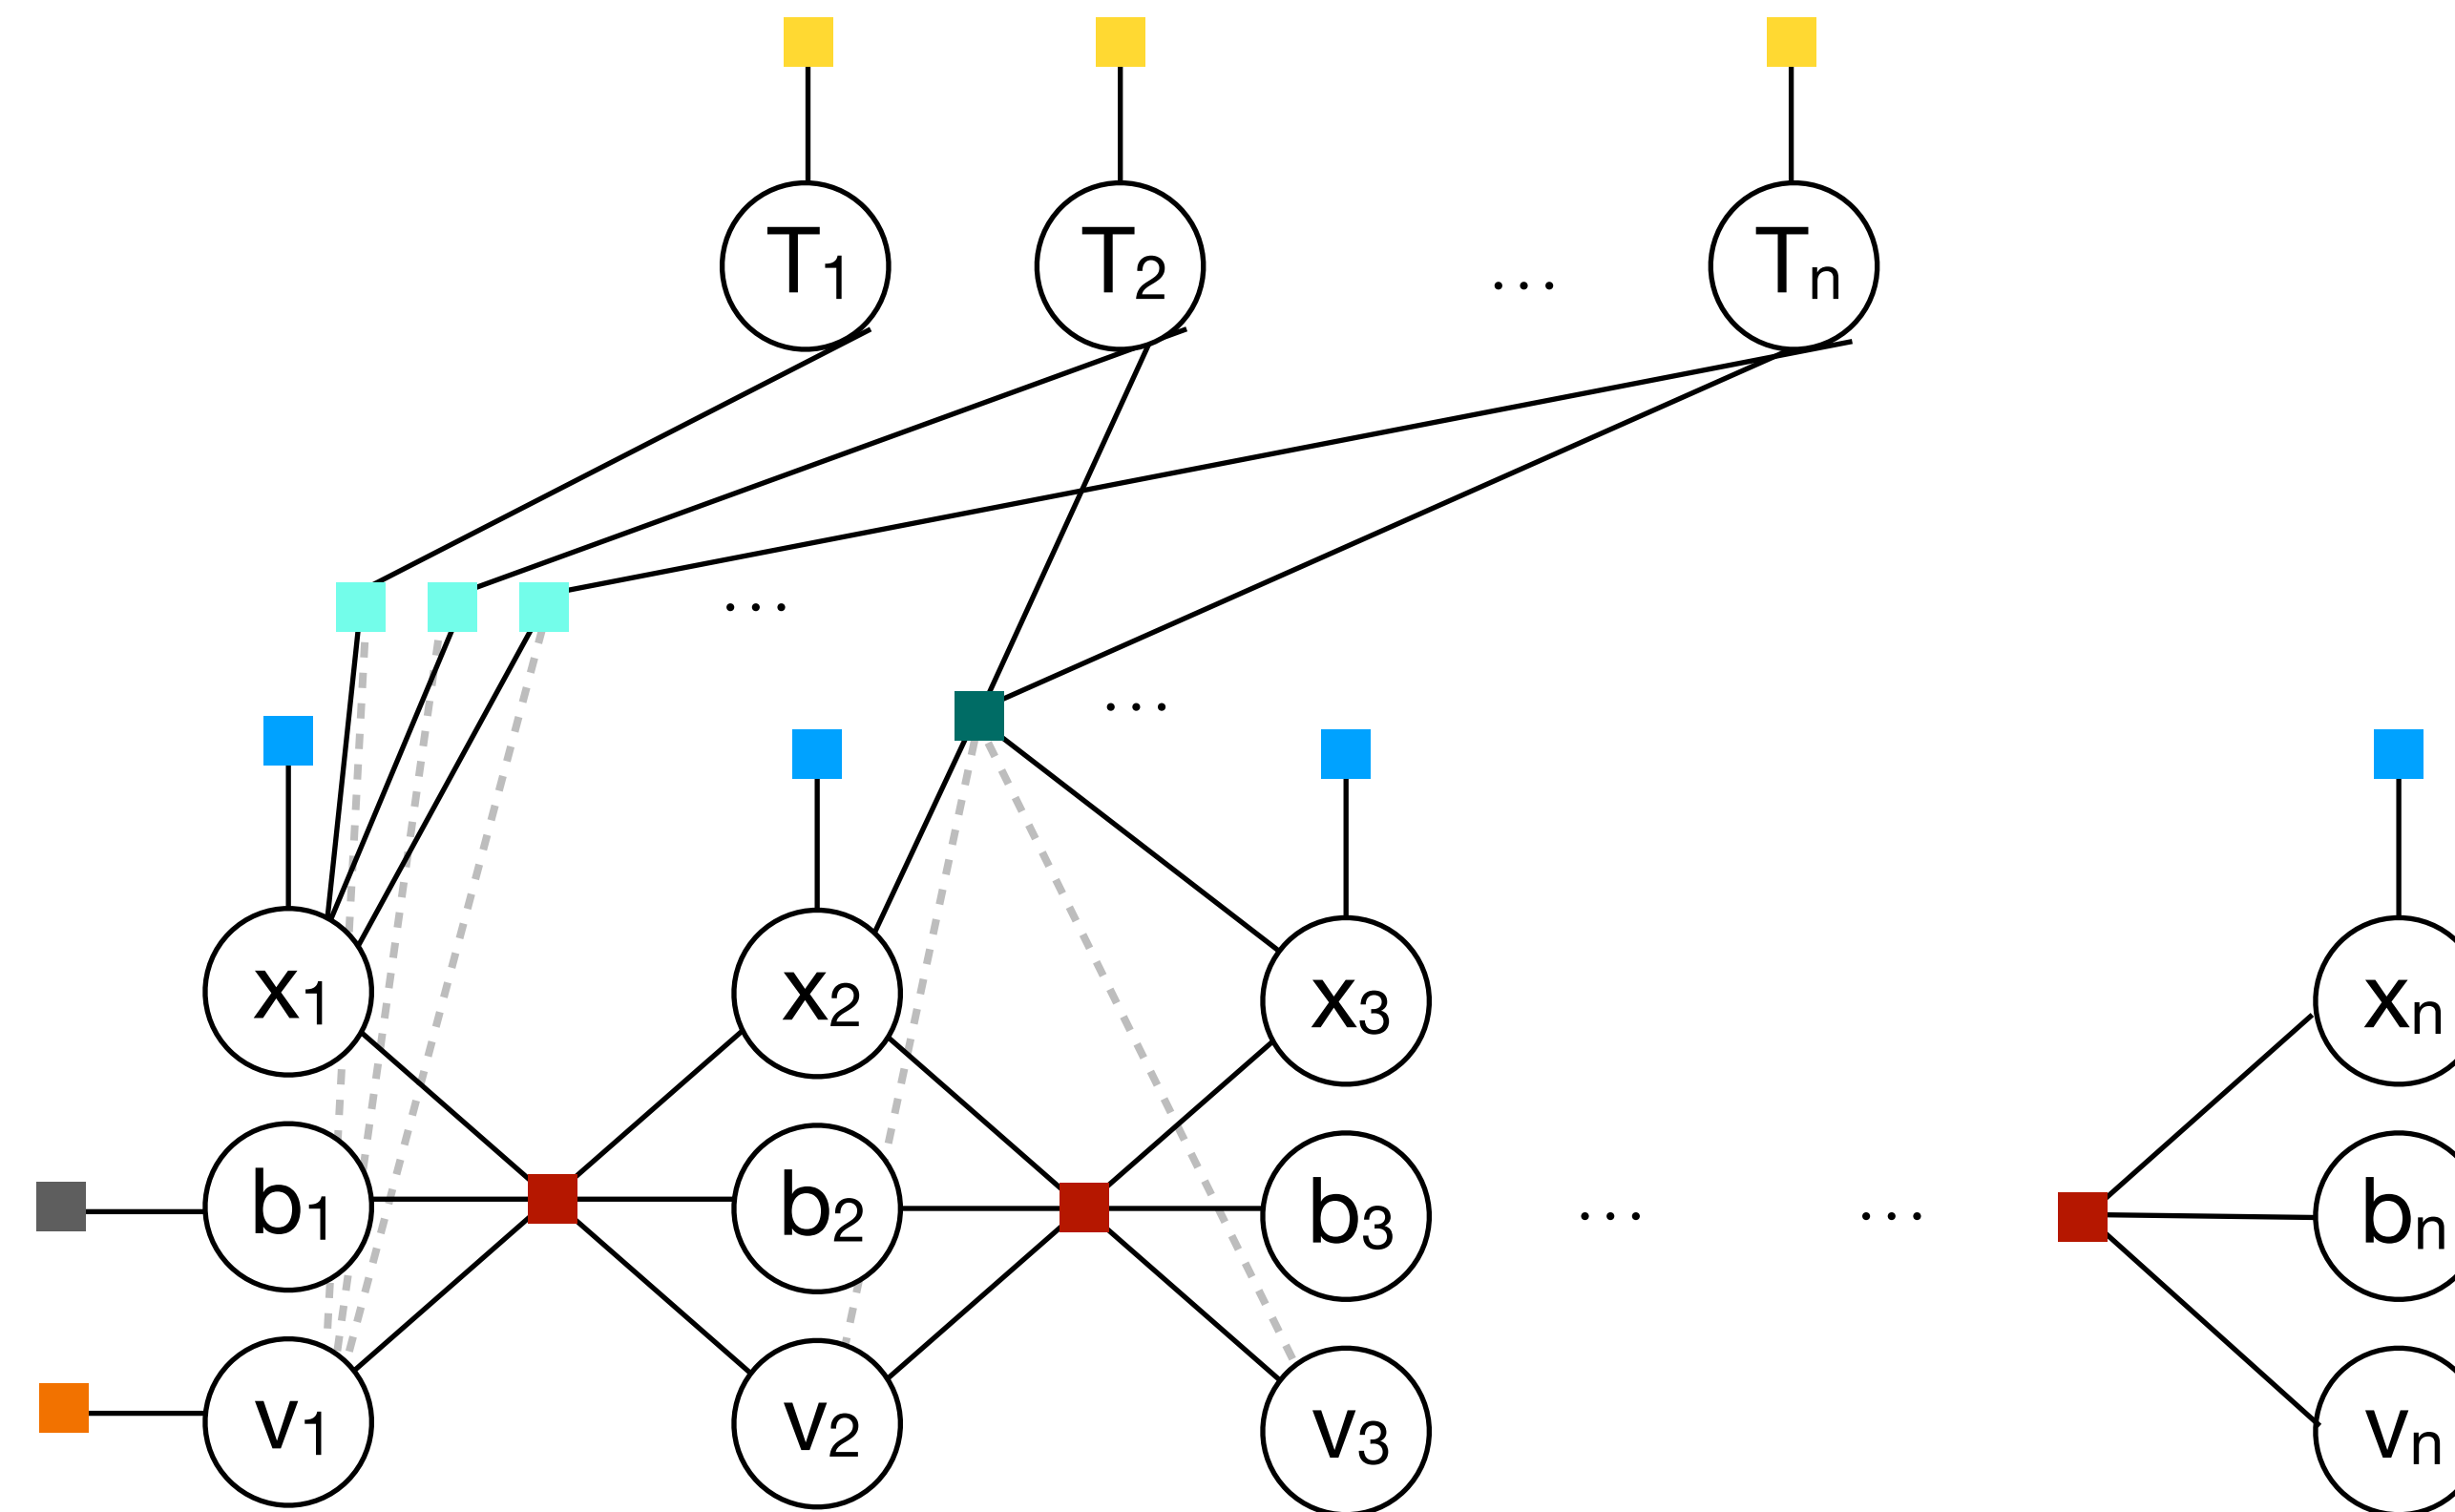 T1 T2 ... Tn
...
...
x1 x2 x3 xn
b1 b2 b3 ... ... bn
v1 v2 v3 vn